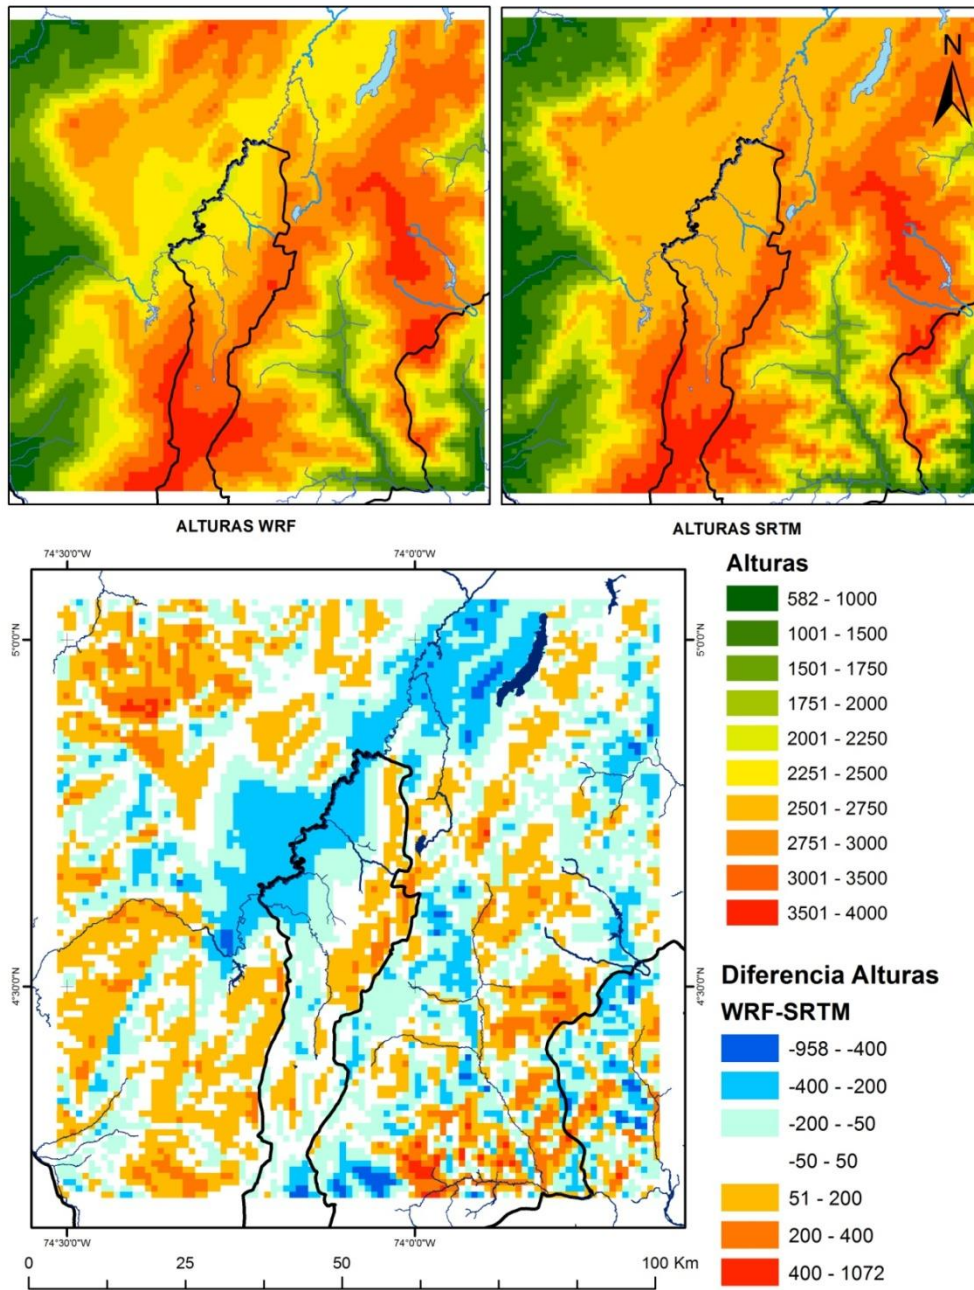 N
ALTURAS WRF
ALTURAS SRTM
74°30'0"W
74°0'0"W
5°0'0"N
5°0'0"N
4°30'0"N
4°30'0"N
74°30'0"W
74°0'0"W
0 25 50 100 Km
Alturas
582 - 1000
1001 - 1500
1501 - 1750
1751 - 2000
2001 - 2250
2251 - 2500
2501 - 2750
2751 - 3000
3001 - 3500
3501 - 4000
Diferencia Alturas
WRF-SRTM
-958 - -400
-400 - -200
-200 - -50
-50 - 50
51 - 200
200 - 400
400 - 1072